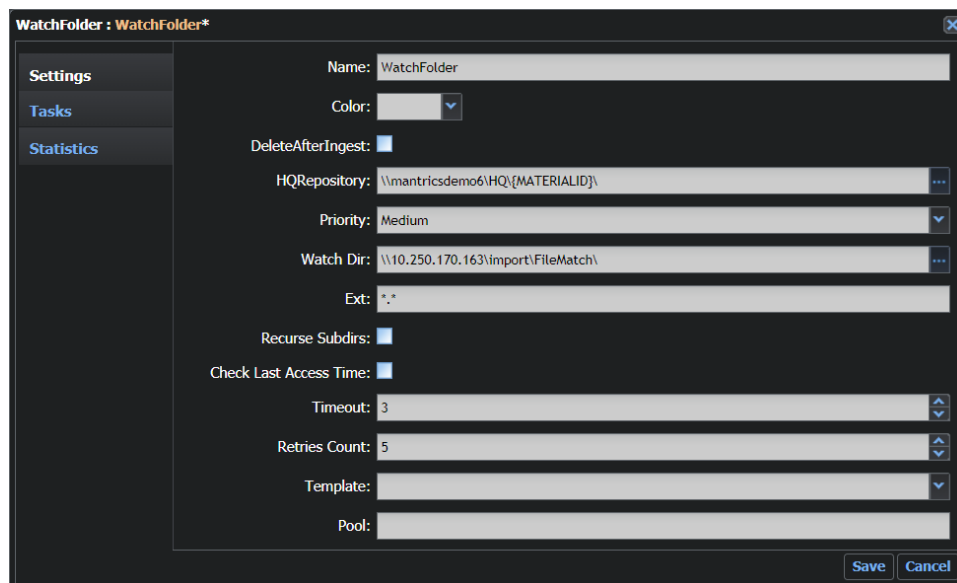 WatchFolder : WatchFolder*
Settings
Tasks
Statistics
Name: WatchFolder
Color:
DeleteAfterIngest:
HQRepository: \\mantricsdemo6\HQ\{MATERIALID}\ ...
Priority: Medium
Watch Dir: \\10.250.170.163\import\FileMatch\ ...
Ext: *.*
Recurse Subdirs:
Check Last Access Time:
Timeout: 3
Retries Count: 5
Template:
Pool:
Save Cancel